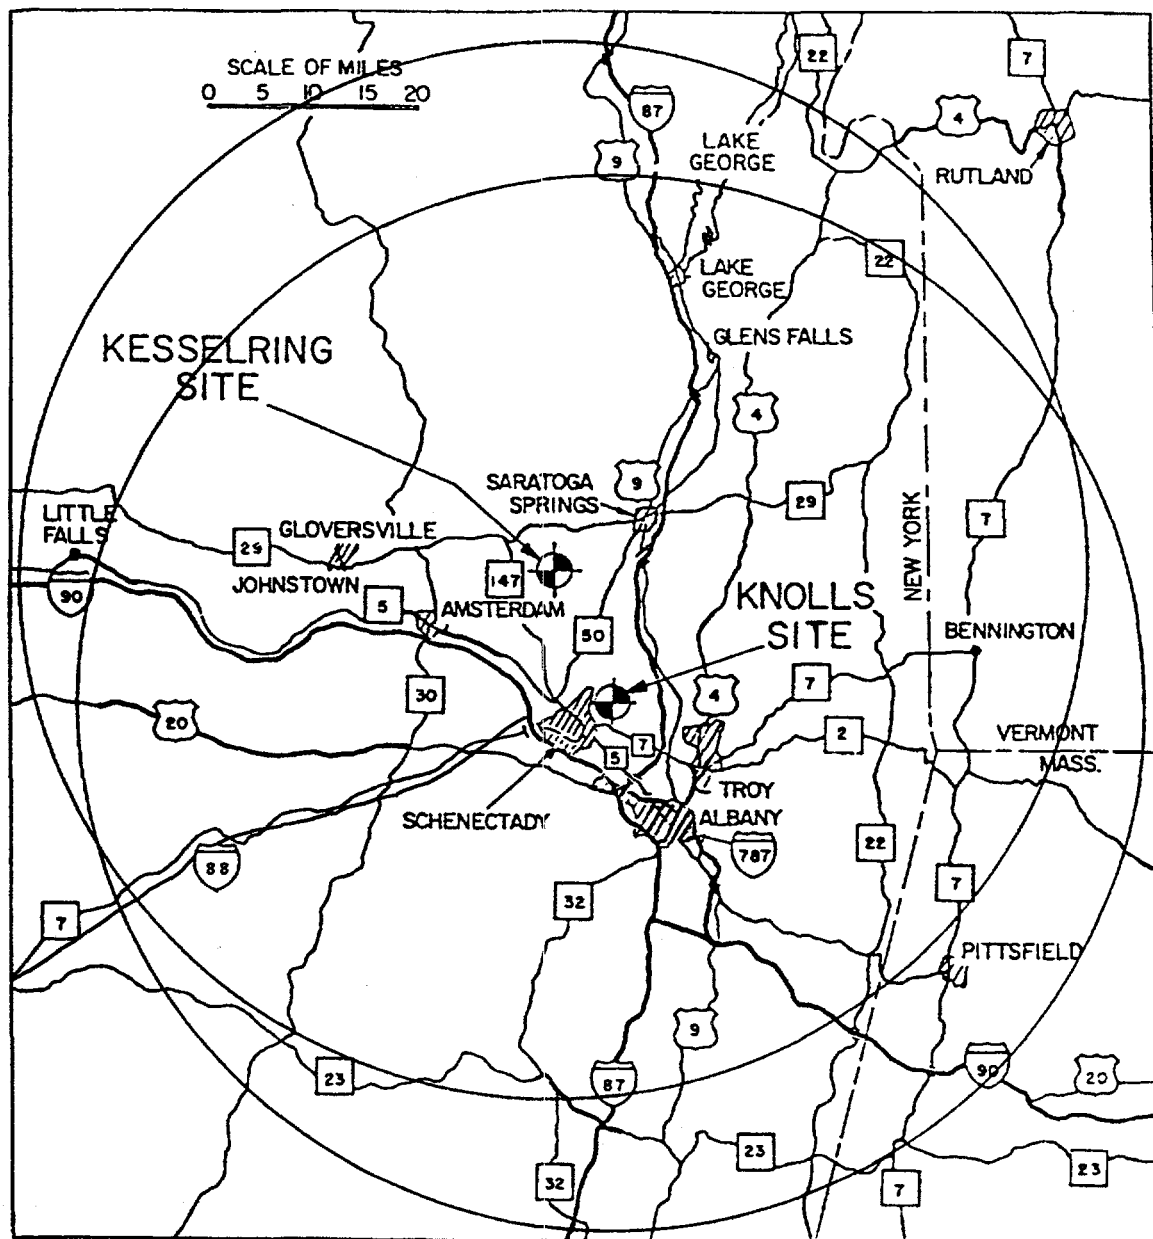 SCALE OF MILES
0 5 10 15 20
22
7
87
4
9
LAKE
GEORGE
RUTLAND
22
LAKE
GEORGE
GLENS FALLS
KESSELRING
SITE
4
SARATOGA
SPRINGS
9
29
LITTLE
FALLS
GLOVERSVILLE
29
7
JOHNSTOWN
147
90
5
AMSTERDAM
NEW YORK
KNOLLS
SITE
50
BENNINGTON
30
7
4
20
7
2
VERMONT
MASS.
5
TROY
SCHENECTADY
ALBANY
22
787
88
7
32
7
PITTSFIELD
9
23
87
90
20
23
23
32
7